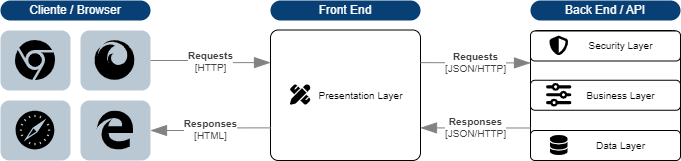 Cliente / Browser
Front End
Back End / API
Requests
[HTTP]
Responses
[HTML]
Presentation Layer
Requests
[JSON/HTTP]
Responses
[JSON/HTTP]
Security Layer
Business Layer
Data Layer